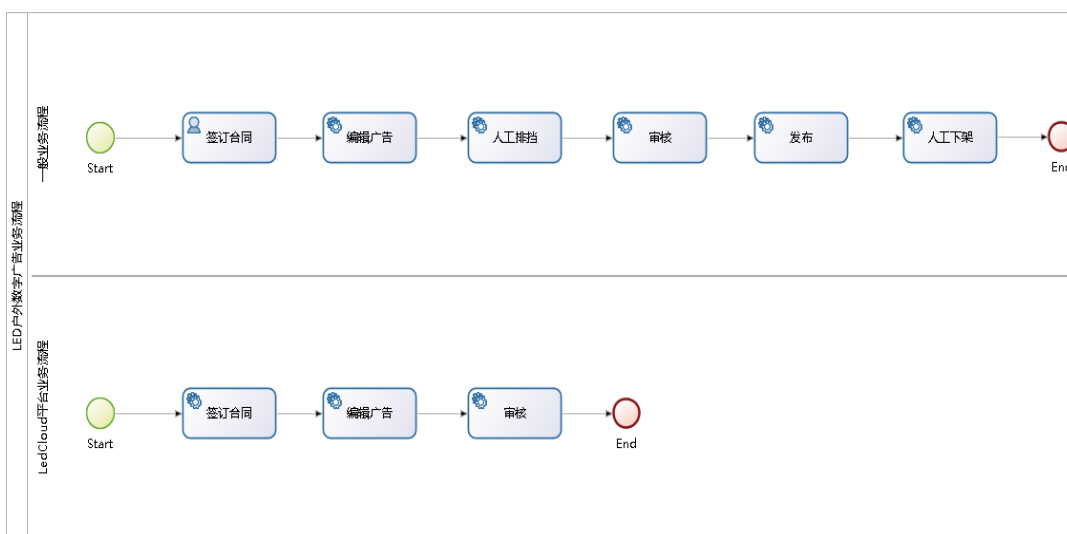 LED户外数字广告业务流程
一般业务流程
Start
签订合同
编辑广告
人工排挡
审核
发布
人工下架
End
LedCloud平台业务流程
Start
签订合同
编辑广告
审核
End